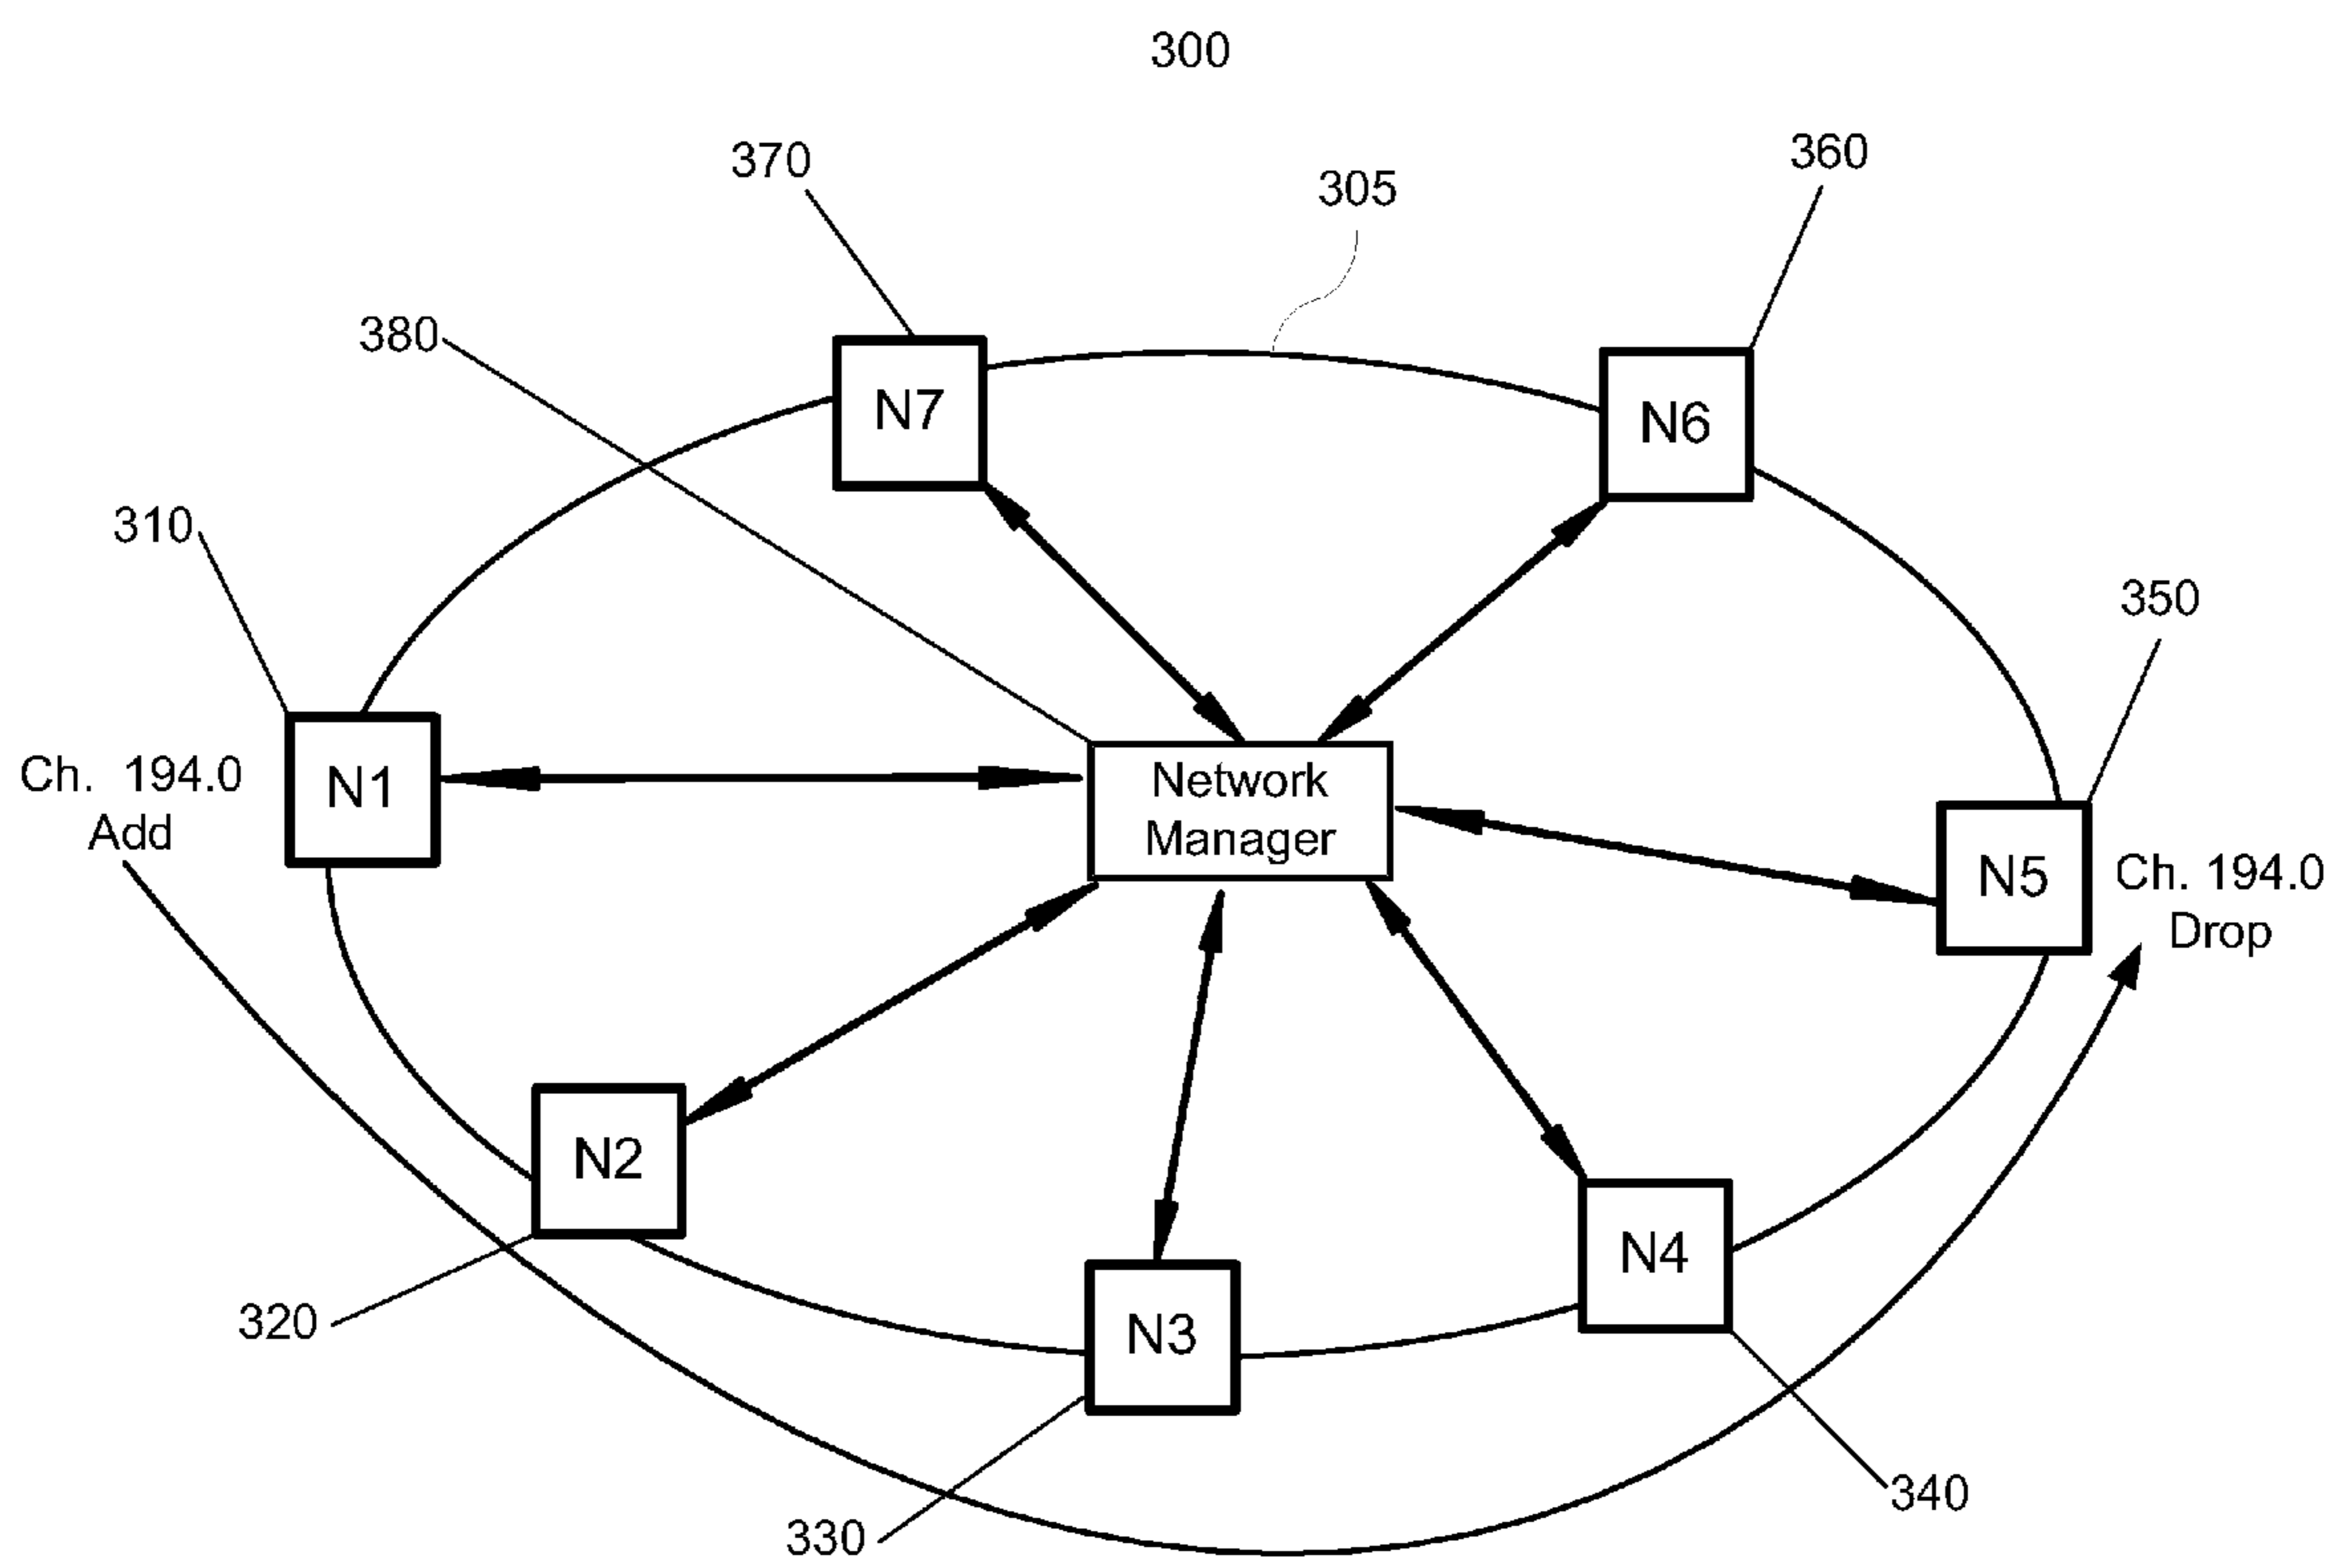 300
370
305
360
380
N7
N6
310
350
Ch. 194.0
Add
N1
Network
Manager
N5
Ch. 194.0
Drop
N2
N4
N3
320
340
330